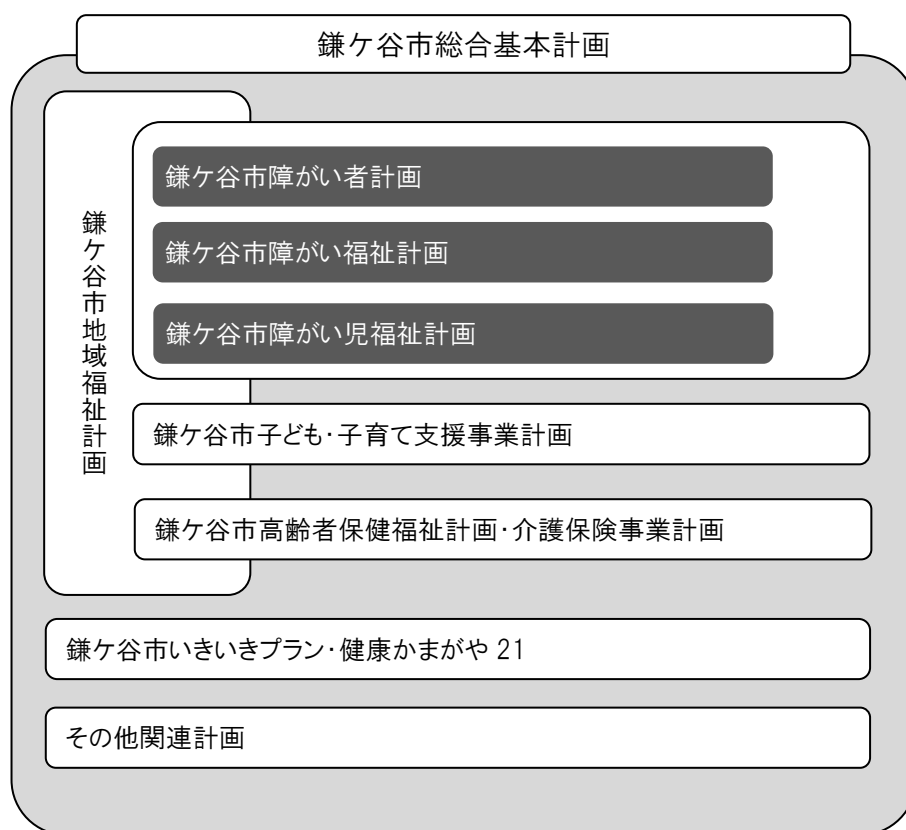 鎌ケ谷市総合基本計画
鎌ケ谷市地域福祉計画
鎌ケ谷市障がい者計画
鎌ケ谷市障がい福祉計画
鎌ケ谷市障がい児福祉計画
鎌ケ谷市子ども・子育て支援事業計画
鎌ケ谷市高齢者保健福祉計画・介護保険事業計画
鎌ケ谷市いきいきプラン・健康かまがや 21
その他関連計画